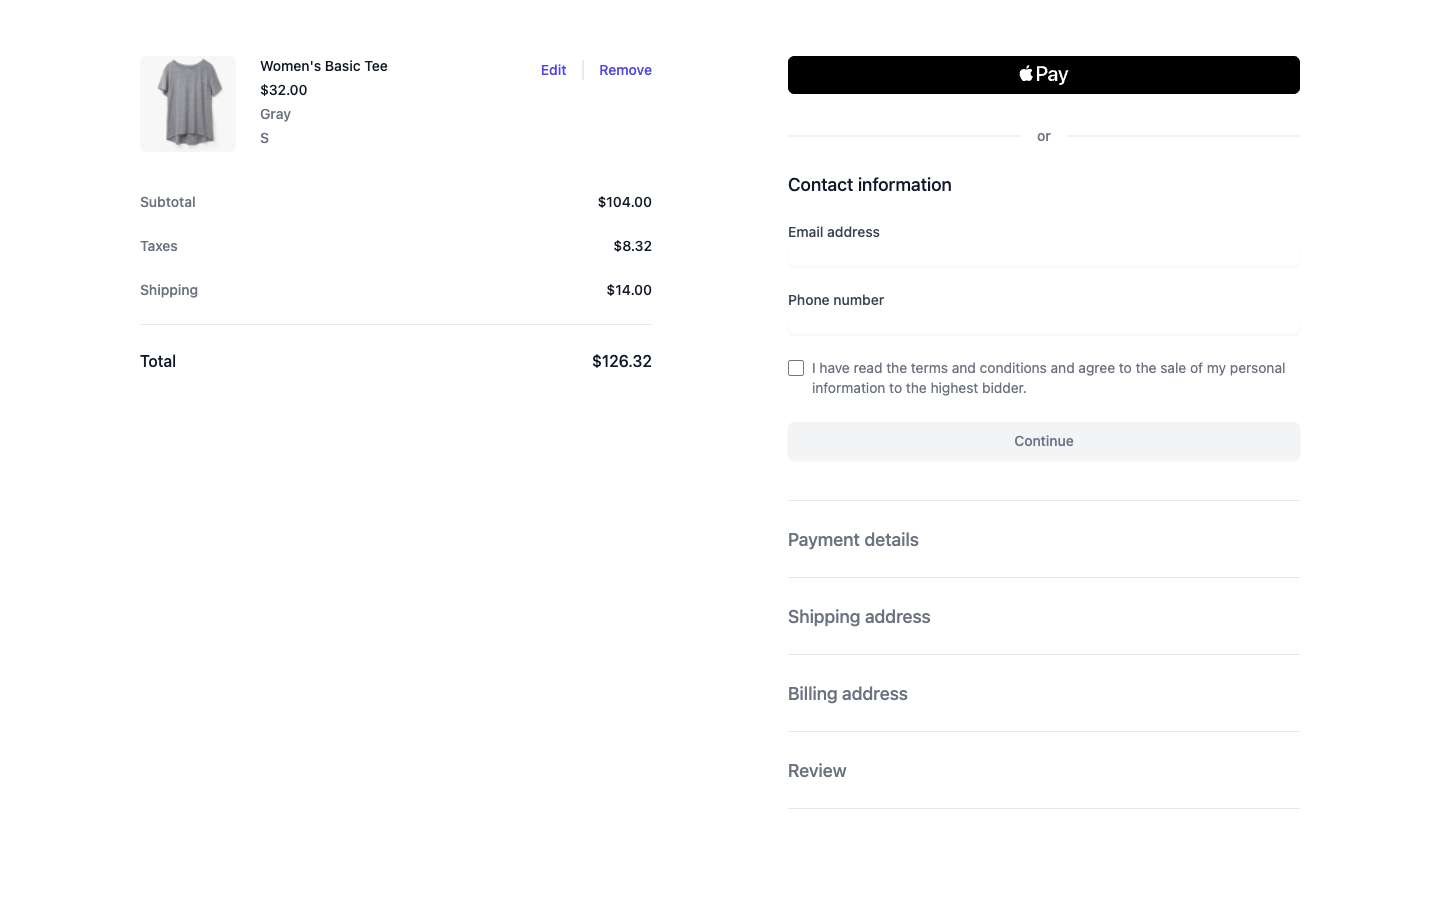 Women's Basic Tee
$32.00
Gray
S
Edit
Remove
Subtotal $104.00
Taxes $8.32
Shipping $14.00
Total $126.32
Pay
or
Contact information
Email address
Phone number
I have read the terms and conditions and agree to the sale of my personal
information to the highest bidder.
Continue
Payment details
Shipping address
Billing address
Review